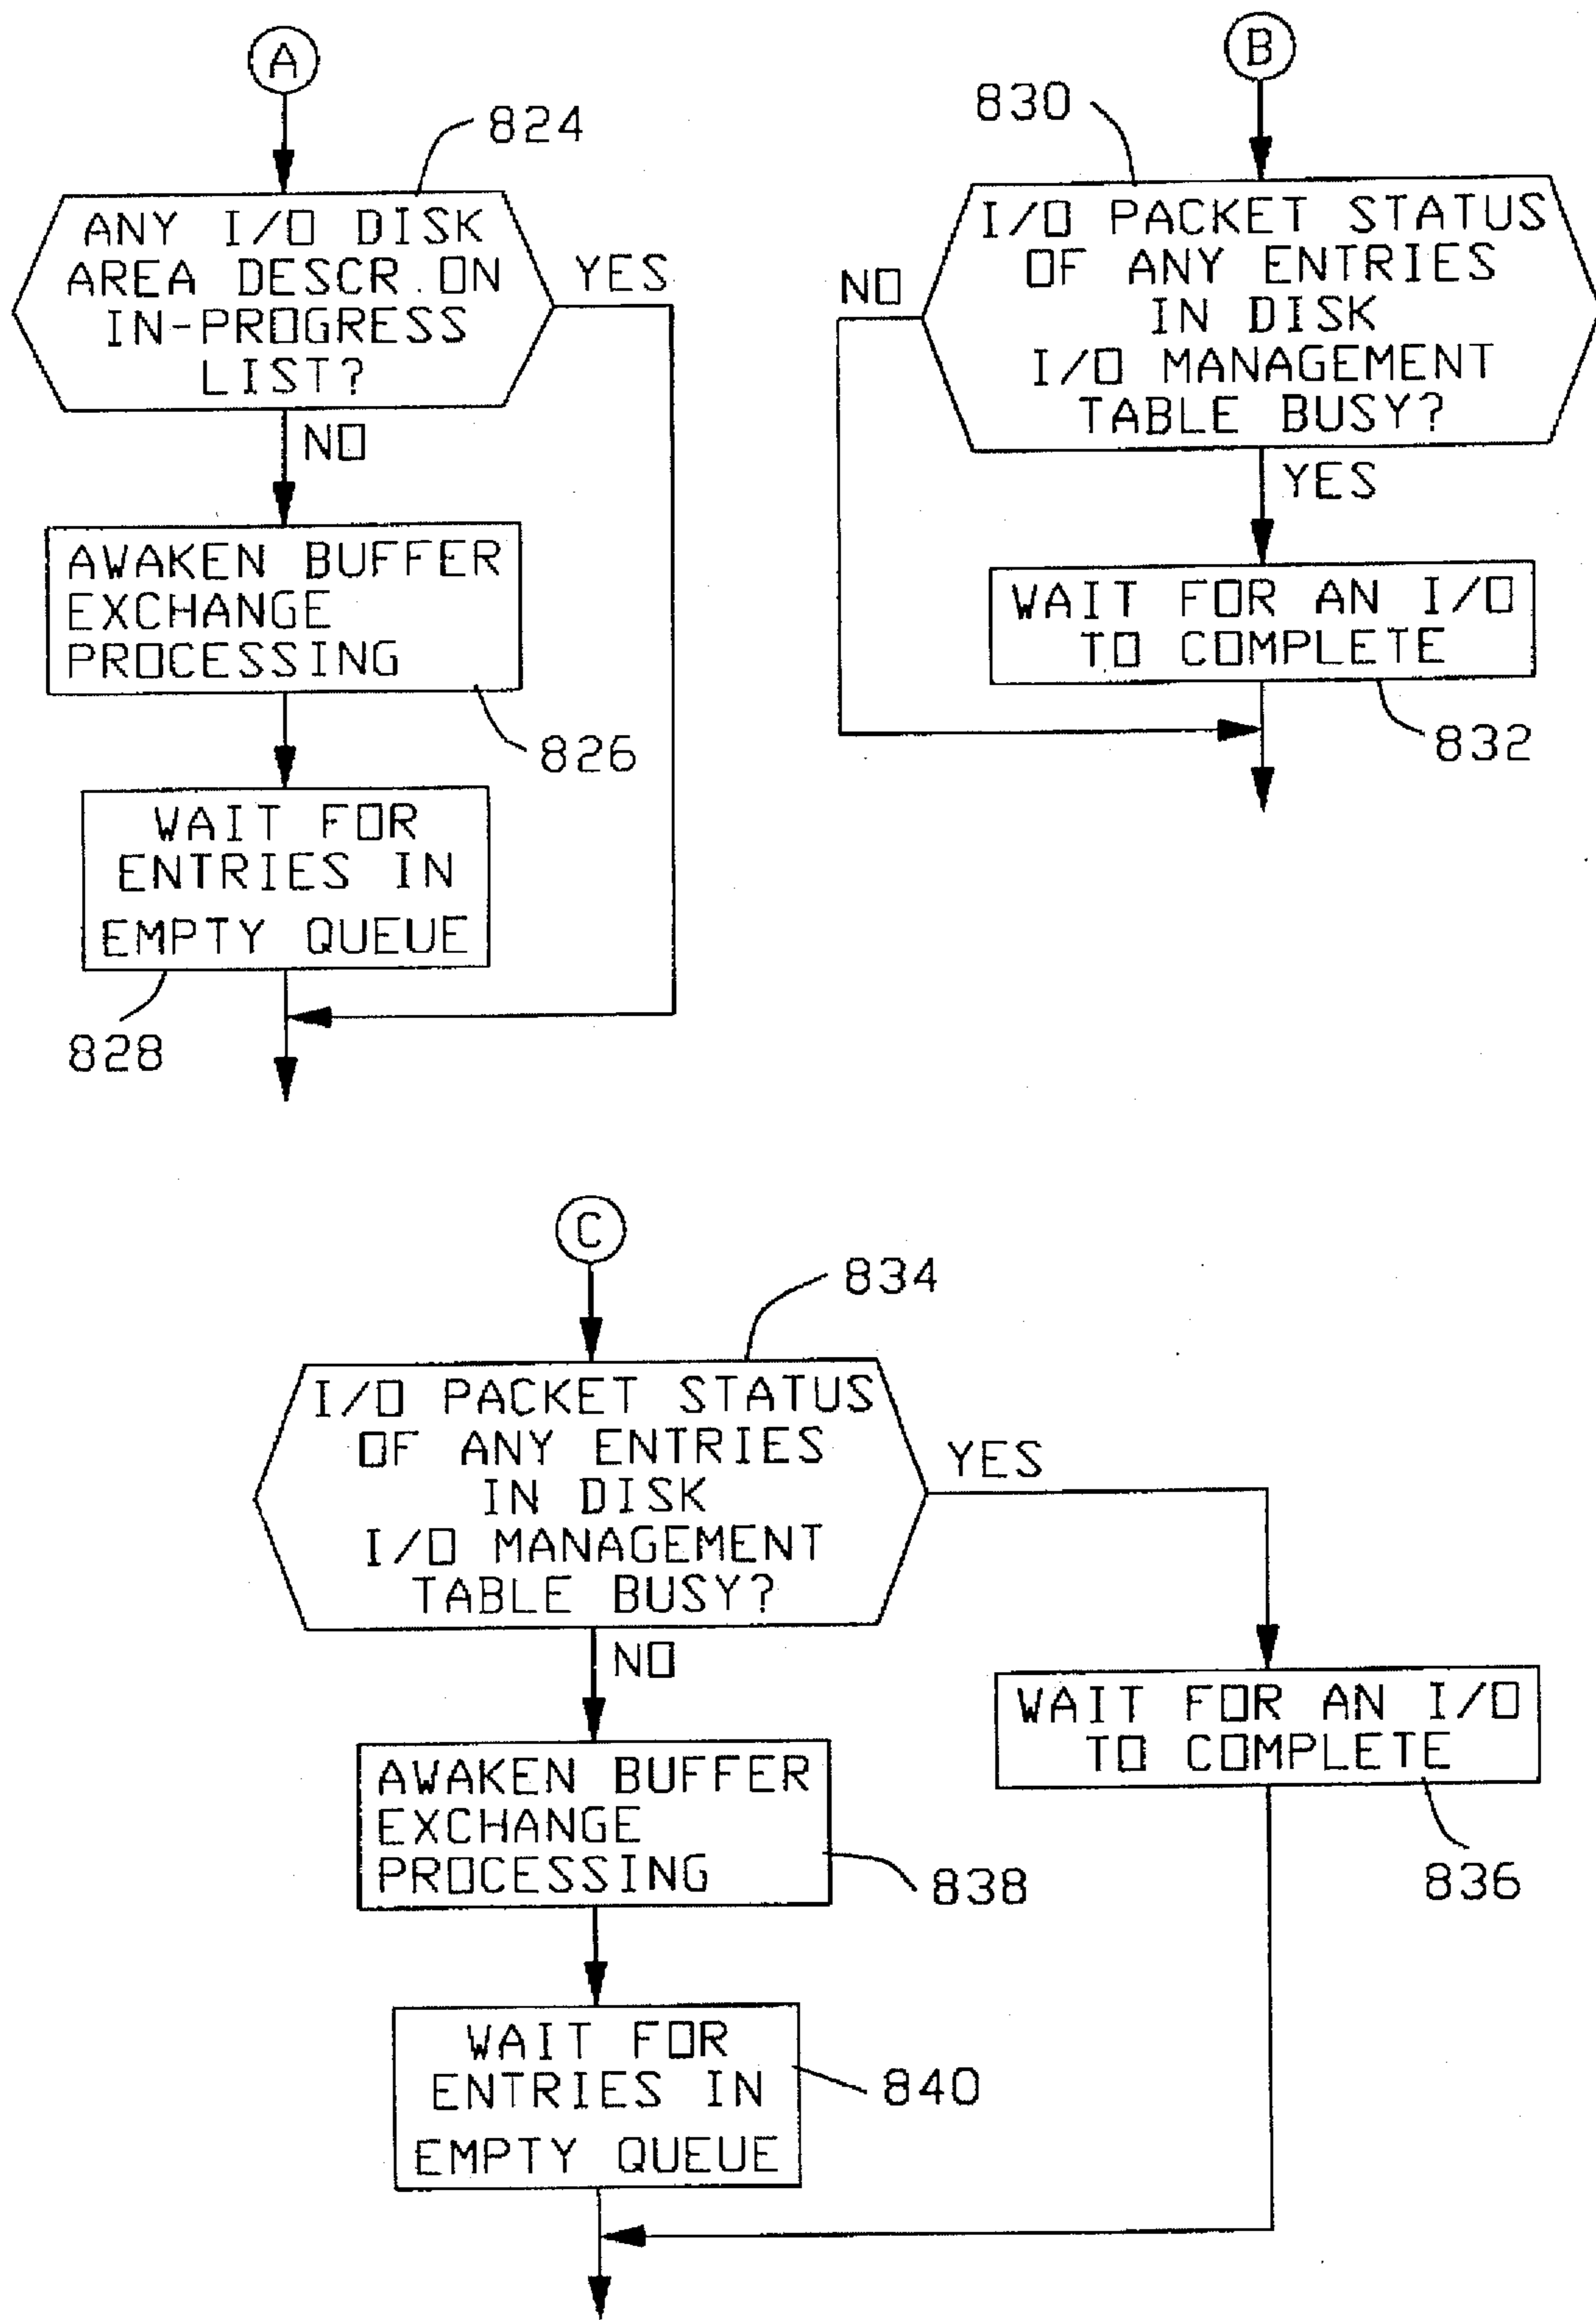 A
824
ANY I/O DISK
AREA DESCR. ON
IN-PROGRESS
LIST?
YES
NO
AWAKEN BUFFER
EXCHANGE
PROCESSING
826
WAIT FOR
ENTRIES IN
EMPTY QUEUE
828
B
830
I/O PACKET STATUS
OF ANY ENTRIES
IN DISK
I/O MANAGEMENT
TABLE BUSY?
NO
YES
WAIT FOR AN I/O
TO COMPLETE
832
C
834
I/O PACKET STATUS
OF ANY ENTRIES
IN DISK
I/O MANAGEMENT
TABLE BUSY?
YES
NO
WAIT FOR AN I/O
TO COMPLETE
836
AWAKEN BUFFER
EXCHANGE
PROCESSING
838
WAIT FOR
ENTRIES IN
EMPTY QUEUE
840